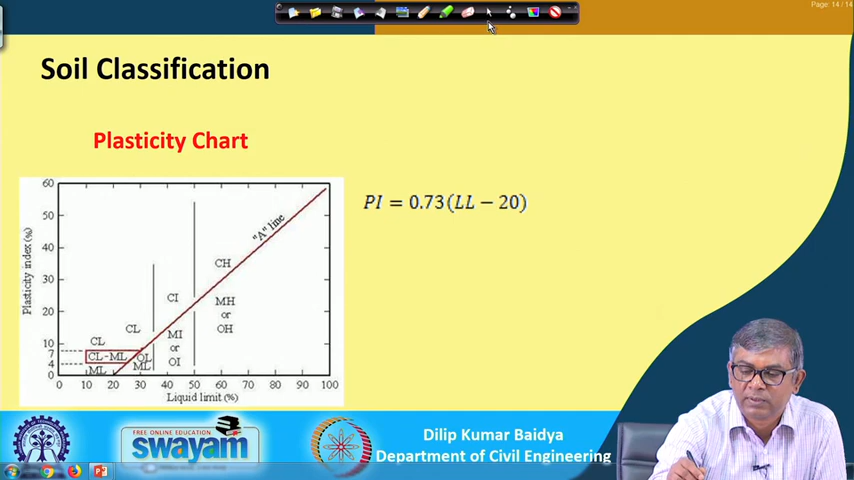 Page: 14 / 14
Soil Classification
Plasticity Chart
PI = 0.73(LL − 20)
Plasticity index (%)
60
50
40
30
20
10
7
4
0
"A" line
CH
CI
MH
or
OH
CL
CL
MI
or
OI
CL-ML
OL
ML
ML
0 10 20 30 40 50 60 70 80 90 100
Liquid limit (%)
FREE ONLINE EDUCATION
swayam
Dilip Kumar Baidya
Department of Civil Engineering